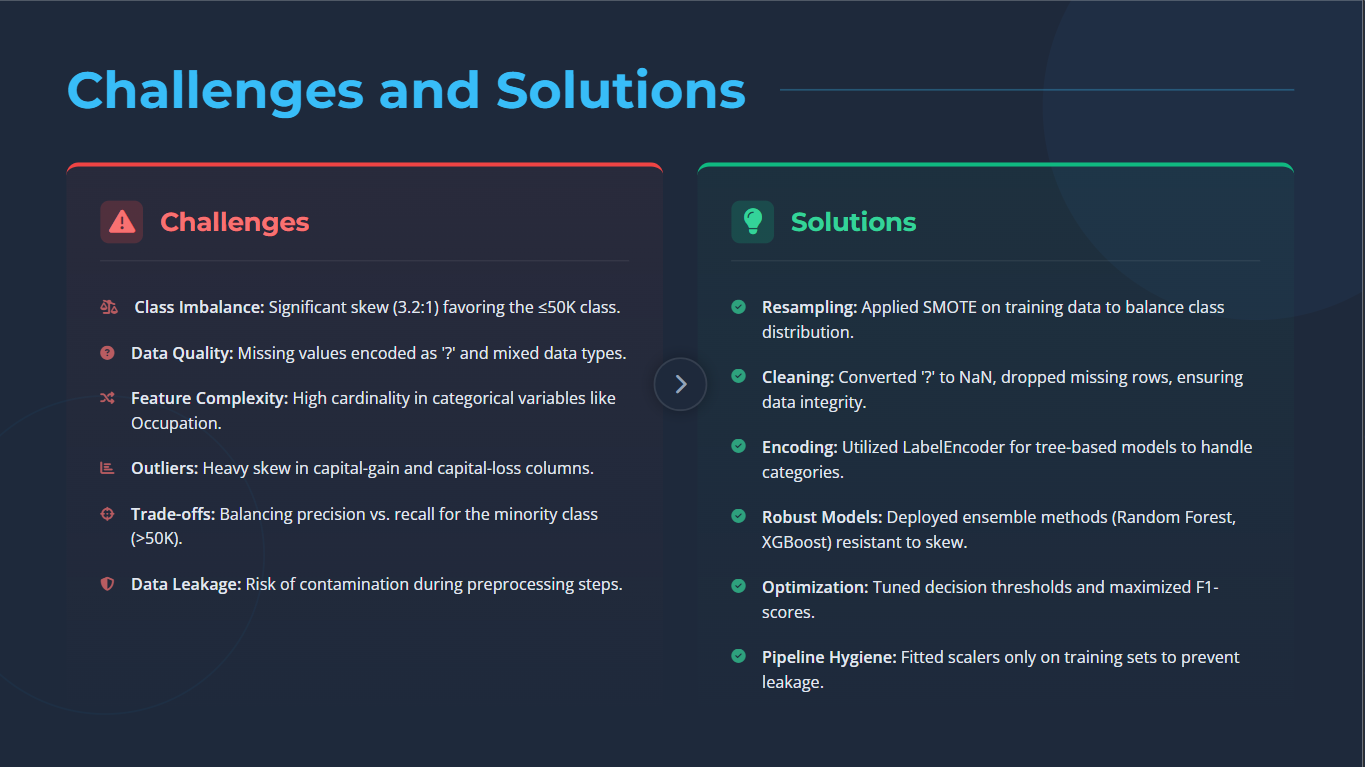 Challenges and Solutions
Challenges
Class Imbalance: Significant skew (3.2:1) favoring the ≤50K class.
Data Quality: Missing values encoded as '?' and mixed data types.
Feature Complexity: High cardinality in categorical variables like
Occupation.
Outliers: Heavy skew in capital-gain and capital-loss columns.
Trade-offs: Balancing precision vs. recall for the minority class
(>50K).
Data Leakage: Risk of contamination during preprocessing steps.
Solutions
Resampling: Applied SMOTE on training data to balance class
distribution.
Cleaning: Converted '?' to NaN, dropped missing rows, ensuring
data integrity.
Encoding: Utilized LabelEncoder for tree-based models to handle
categories.
Robust Models: Deployed ensemble methods (Random Forest,
XGBoost) resistant to skew.
Optimization: Tuned decision thresholds and maximized F1-
scores.
Pipeline Hygiene: Fitted scalers only on training sets to prevent
leakage.